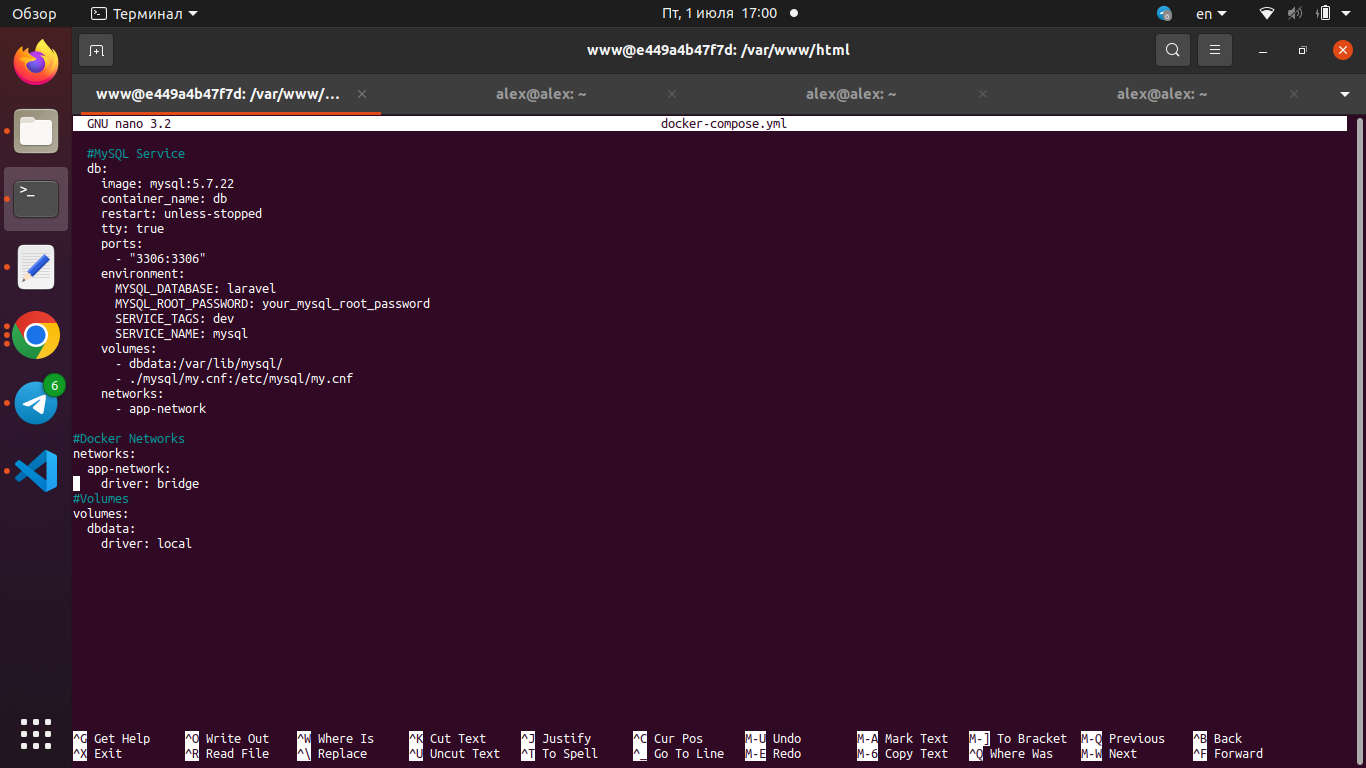 Обзор
Терминал
Пт, 1 июля 17:00
en
www@e449a4b47f7d: /var/www/html
www@e449a4b47f7d: /var/www/...
alex@alex: ~
alex@alex: ~
alex@alex: ~
GNU nano 3.2 docker-compose.yml
#MySQL Service
db:
image: mysql:5.7.22
container_name: db
restart: unless-stopped
tty: true
ports:
- "3306:3306"
environment:
MYSQL_DATABASE: laravel
MYSQL_ROOT_PASSWORD: your_mysql_root_password
SERVICE_TAGS: dev
SERVICE_NAME: mysql
volumes:
- dbdata:/var/lib/mysql/
- ./mysql/my.cnf:/etc/mysql/my.cnf
networks:
- app-network
#Docker Networks
networks:
app-network:
driver: bridge
#Volumes
volumes:
dbdata:
driver: local
>_
6
^G Get Help ^O Write Out ^W Where Is ^K Cut Text ^J Justify ^C Cur Pos M-U Undo M-A Mark Text M-] To Bracket M-Q Previous ^B Back
^X Exit ^R Read File ^\ Replace ^U Uncut Text ^T To Spell ^_ Go To Line M-E Redo M-6 Copy Text ^Q Where Was M-W Next ^F Forward